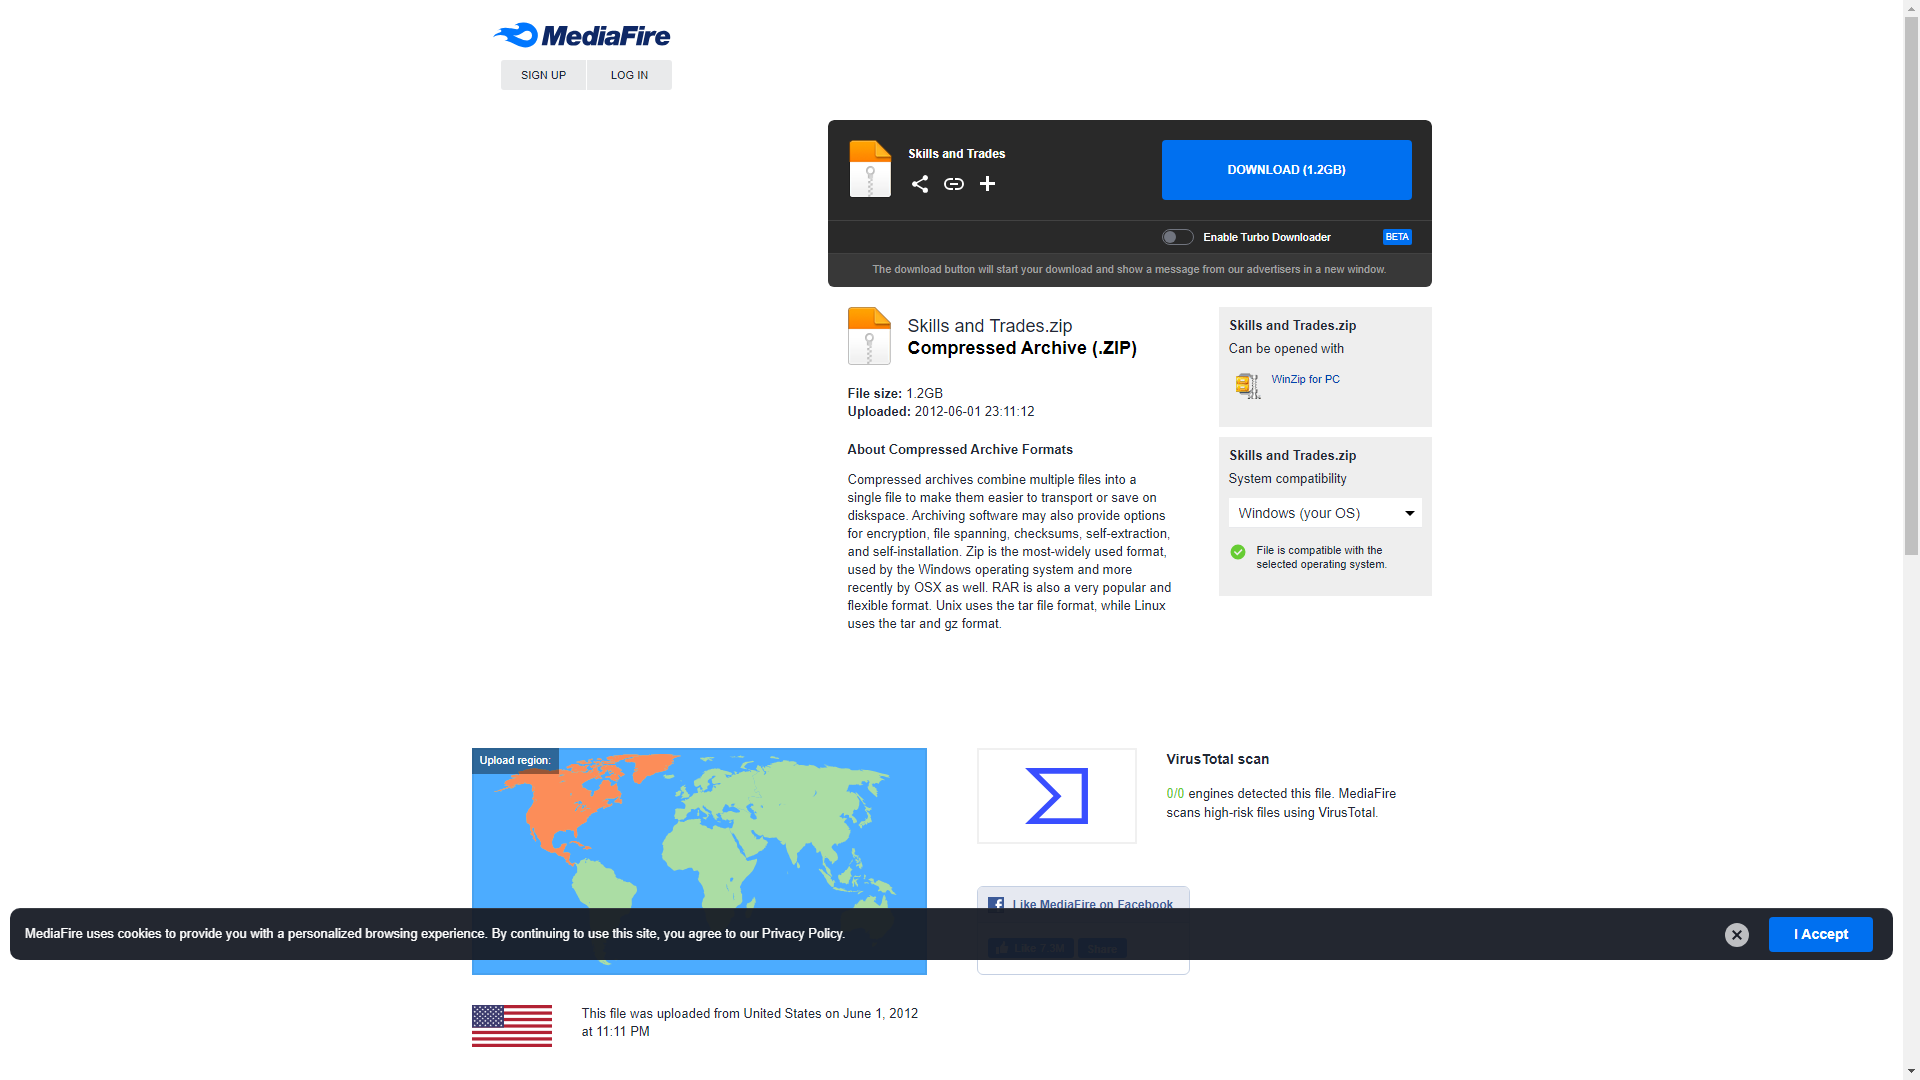 MediaFire
SIGN UP
LOG IN
Skills and Trades
DOWNLOAD (1.2GB)
Enable Turbo Downloader
BETA
The download button will start your download and show a message from our advertisers in a new window.
Skills and Trades.zip
Compressed Archive (.ZIP)
File size: 1.2GB
Uploaded: 2012-06-01 23:11:12
About Compressed Archive Formats
Compressed archives combine multiple files into a
single file to make them easier to transport or save on
diskspace. Archiving software may also provide options
for encryption, file spanning, checksums, self-extraction,
and self-installation. Zip is the most-widely used format,
used by the Windows operating system and more
recently by OSX as well. RAR is also a very popular and
flexible format. Unix uses the tar file format, while Linux
uses the tar and gz format.
Skills and Trades.zip
Can be opened with
WinZip for PC
Skills and Trades.zip
System compatibility
Windows (your OS)
File is compatible with the
selected operating system.
Upload region:
VirusTotal scan
0/0 engines detected this file. MediaFire
scans high-risk files using VirusTotal.
Like MediaFire on Facebook
MediaFire uses cookies to provide you with a personalized browsing experience. By continuing to use this site, you agree to our Privacy Policy.
I Accept
Like 7.3M
Share
This file was uploaded from United States on June 1, 2012
at 11:11 PM